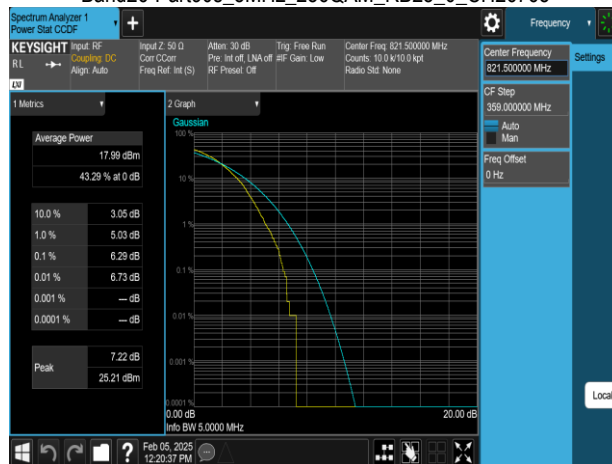 Spectrum Analyzer 1
Power Stat CCDF
Frequency
KEYSIGHT
RL
LXI
Input: RF
Coupling: DC
Align: Auto
Input Z: 50 Ω
Corr CCorr
Freq Ref: Int (S)
Atten: 30 dB
Pre: Int off, LNA off
RF Presel: Off
Trig: Free Run
#IF Gain: Low
Center Freq: 821.500000 MHz
Counts: 10.0 k/10.0 kpt
Radio Std: None
Center Frequency
821.500000 MHz
Settings
CF Step
359.000000 MHz
Auto
Man
Freq Offset
0 Hz
1 Metrics
Average Power
17.99 dBm
43.29 % at 0 dB
10.0 % 3.05 dB
1.0 % 5.03 dB
0.1 % 6.29 dB
0.01 % 6.73 dB
0.001 % — dB
0.0001 % — dB
Peak
7.22 dB
25.21 dBm
2 Graph
Gaussian
100 %
10 %
1 %
0.1 %
0.01 %
0.001 %
0.0001 %
0.00 dB 20.00 dB
Info BW 5.0000 MHz
Local
Feb 05, 2025
12:20:37 PM